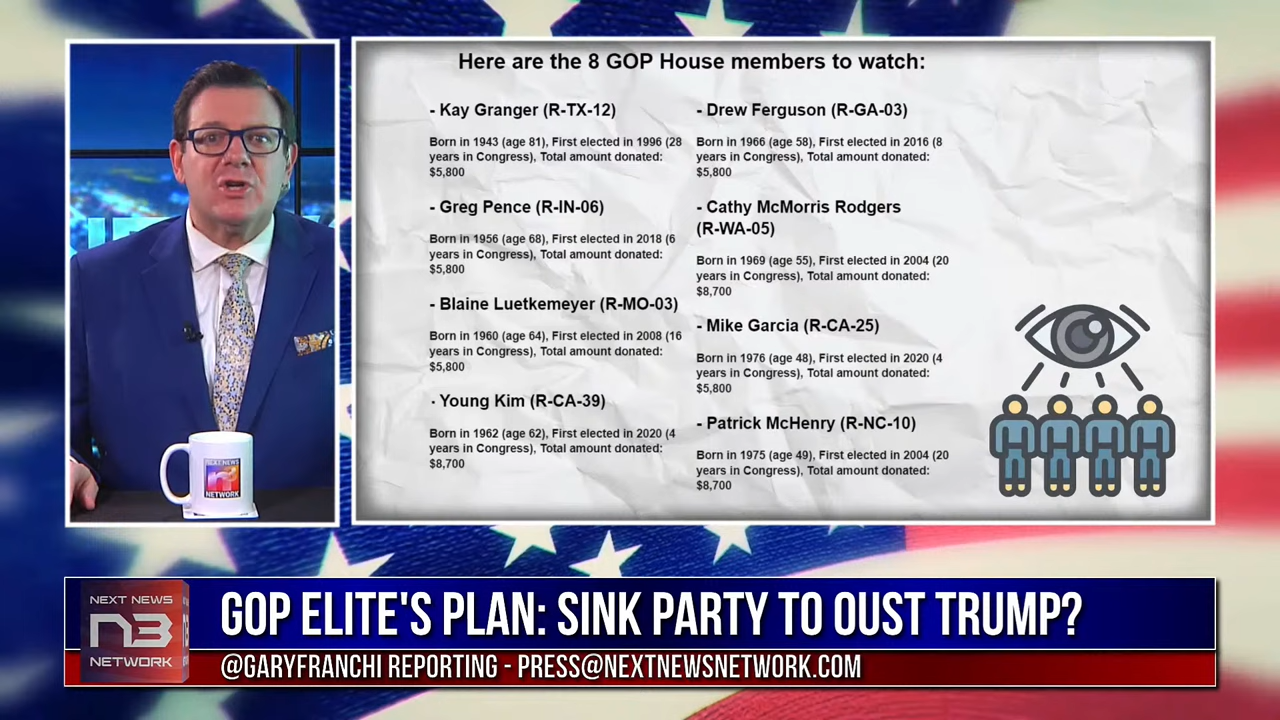 Here are the 8 GOP House members to watch:
- Kay Granger (R-TX-12)
Born in 1943 (age 81), First elected in 1996 (28
years in Congress), Total amount donated:
$5,800
- Greg Pence (R-IN-06)
Born in 1956 (age 68), First elected in 2018 (6
years in Congress), Total amount donated:
$5,800
- Blaine Luetkemeyer (R-MO-03)
Born in 1960 (age 64), First elected in 2008 (16
years in Congress), Total amount donated:
$5,800
- Young Kim (R-CA-39)
Born in 1962 (age 62), First elected in 2020 (4
years in Congress), Total amount donated:
$8,700
- Drew Ferguson (R-GA-03)
Born in 1966 (age 58), First elected in 2016 (8
years in Congress), Total amount donated:
$5,800
- Cathy McMorris Rodgers
(R-WA-05)
Born in 1969 (age 55), First elected in 2004 (20
years in Congress), Total amount donated:
$8,700
- Mike Garcia (R-CA-25)
Born in 1976 (age 48), First elected in 2020 (4
years in Congress), Total amount donated:
$5,800
- Patrick McHenry (R-NC-10)
Born in 1975 (age 49), First elected in 2004 (20
years in Congress), Total amount donated:
$8,700
NEXT NEWS
NETWORK
NEXT NEWS
n3
NETWORK
GOP ELITE'S PLAN: SINK PARTY TO OUST TRUMP?
@GARYFRANCHI REPORTING - PRESS@NEXTNEWSNETWORK.COM